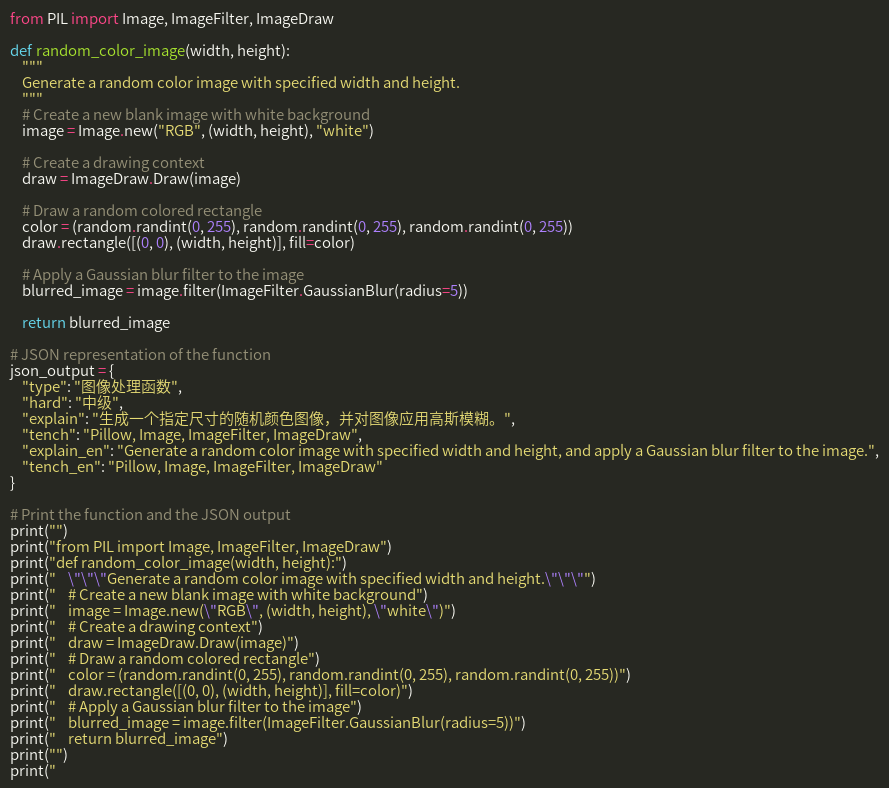 from PIL import Image, ImageFilter, ImageDraw

def random_color_image(width, height):
    """
    Generate a random color image with specified width and height.
    """
    # Create a new blank image with white background
    image = Image.new("RGB", (width, height), "white")

    # Create a drawing context
    draw = ImageDraw.Draw(image)

    # Draw a random colored rectangle
    color = (random.randint(0, 255), random.randint(0, 255), random.randint(0, 255))
    draw.rectangle([(0, 0), (width, height)], fill=color)

    # Apply a Gaussian blur filter to the image
    blurred_image = image.filter(ImageFilter.GaussianBlur(radius=5))

    return blurred_image

# JSON representation of the function
json_output = {
    "type": "图像处理函数",
    "hard": "中级",
    "explain": "生成一个指定尺寸的随机颜色图像，并对图像应用高斯模糊。",
    "tench": "Pillow, Image, ImageFilter, ImageDraw",
    "explain_en": "Generate a random color image with specified width and height, and apply a Gaussian blur filter to the image.",
    "tench_en": "Pillow, Image, ImageFilter, ImageDraw"
}

# Print the function and the JSON output
print("")
print("from PIL import Image, ImageFilter, ImageDraw")
print("def random_color_image(width, height):")
print("    \"\"\"Generate a random color image with specified width and height.\"\"\"")
print("    # Create a new blank image with white background")
print("    image = Image.new(\"RGB\", (width, height), \"white\")")
print("    # Create a drawing context")
print("    draw = ImageDraw.Draw(image)")
print("    # Draw a random colored rectangle")
print("    color = (random.randint(0, 255), random.randint(0, 255), random.randint(0, 255))")
print("    draw.rectangle([(0, 0), (width, height)], fill=color)")
print("    # Apply a Gaussian blur filter to the image")
print("    blurred_image = image.filter(ImageFilter.GaussianBlur(radius=5))")
print("    return blurred_image")
print("")
print("